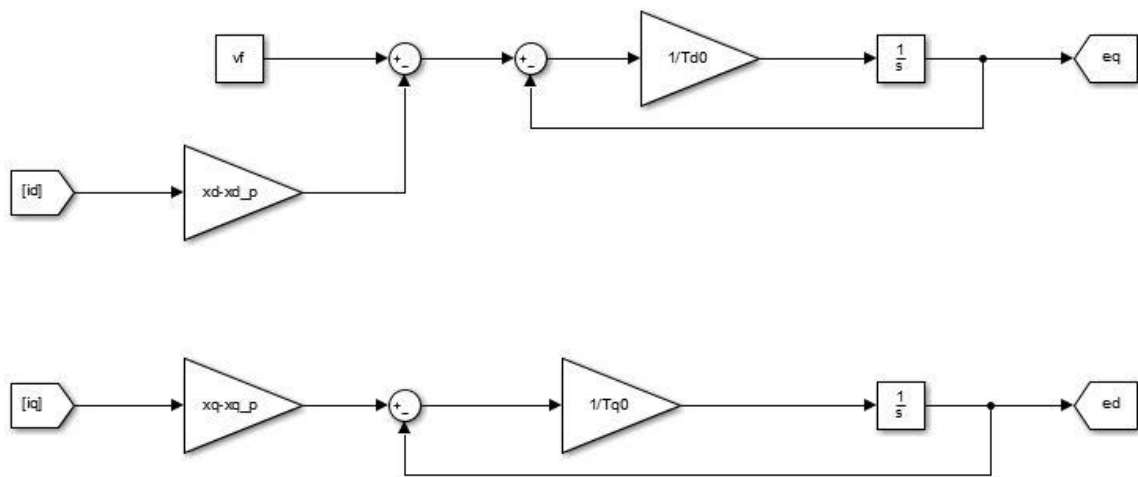 vf
+
-
+
-
1/Td0
1
s
eq
[id]
xd-xd_p
[iq]
xq-xq_p
+
-
1/Tq0
1
s
ed